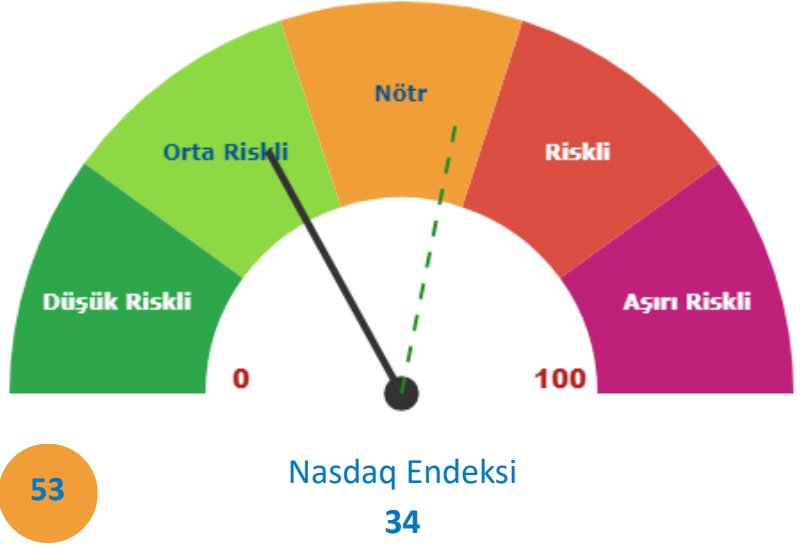 Nötr
Orta Riskli
Riskli
Düşük Riskli
Aşırı Riskli
0
100
Nasdaq Endeksi
53
34